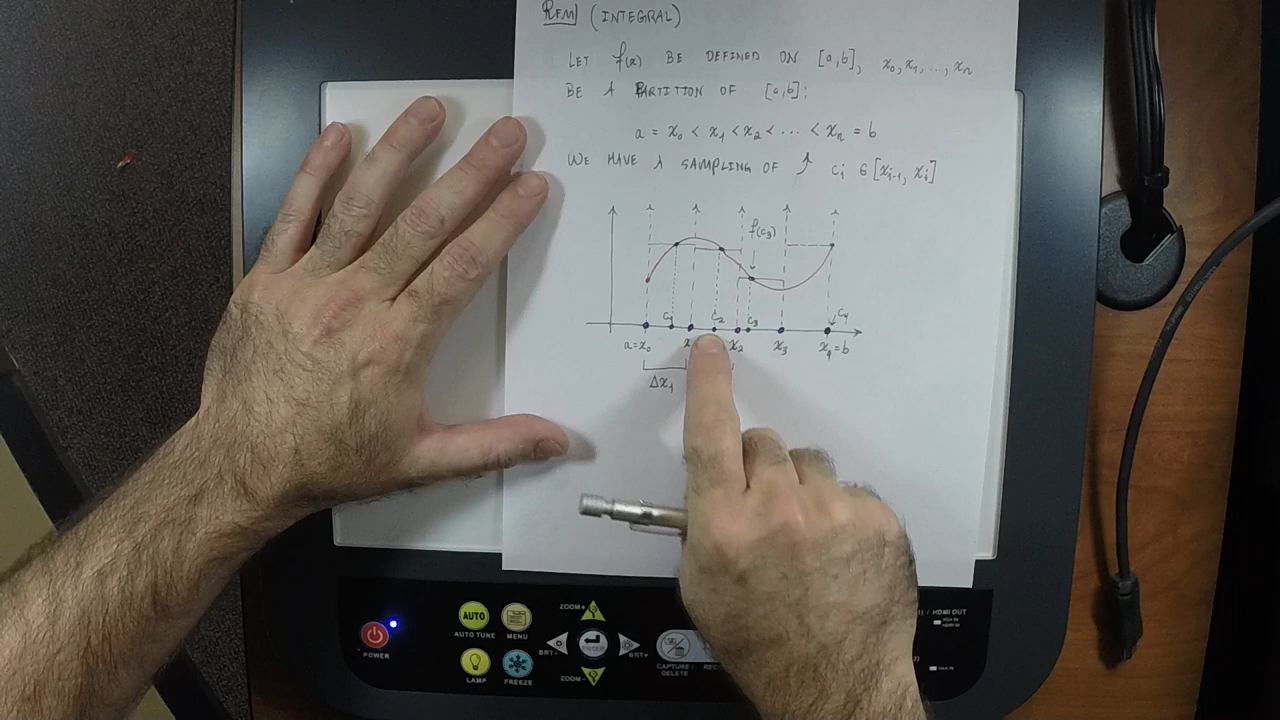 REM (INTEGRAL)
LET f(x) BE DEFINED ON [a,b], x₀, x₁, ..., xₙ
BE A PARTITION OF [a,b]:
a = x₀ < x₁ < x₂ < ... < xₙ = b
WE HAVE A SAMPLING OF f cᵢ ∈ [xᵢ₋₁, xᵢ]
f(c₃)
c₁ c₂ c₃ c₄
a=x₀ x x₂ x₃ x₄=b
Δx₁
POWER
AUTO
AUTO TUNE
MENU
LAMP
FREEZE
ZOOM+
BRT-
BRT+
ZOOM-
CAPTURE / DELETE
/ HDMI OUT